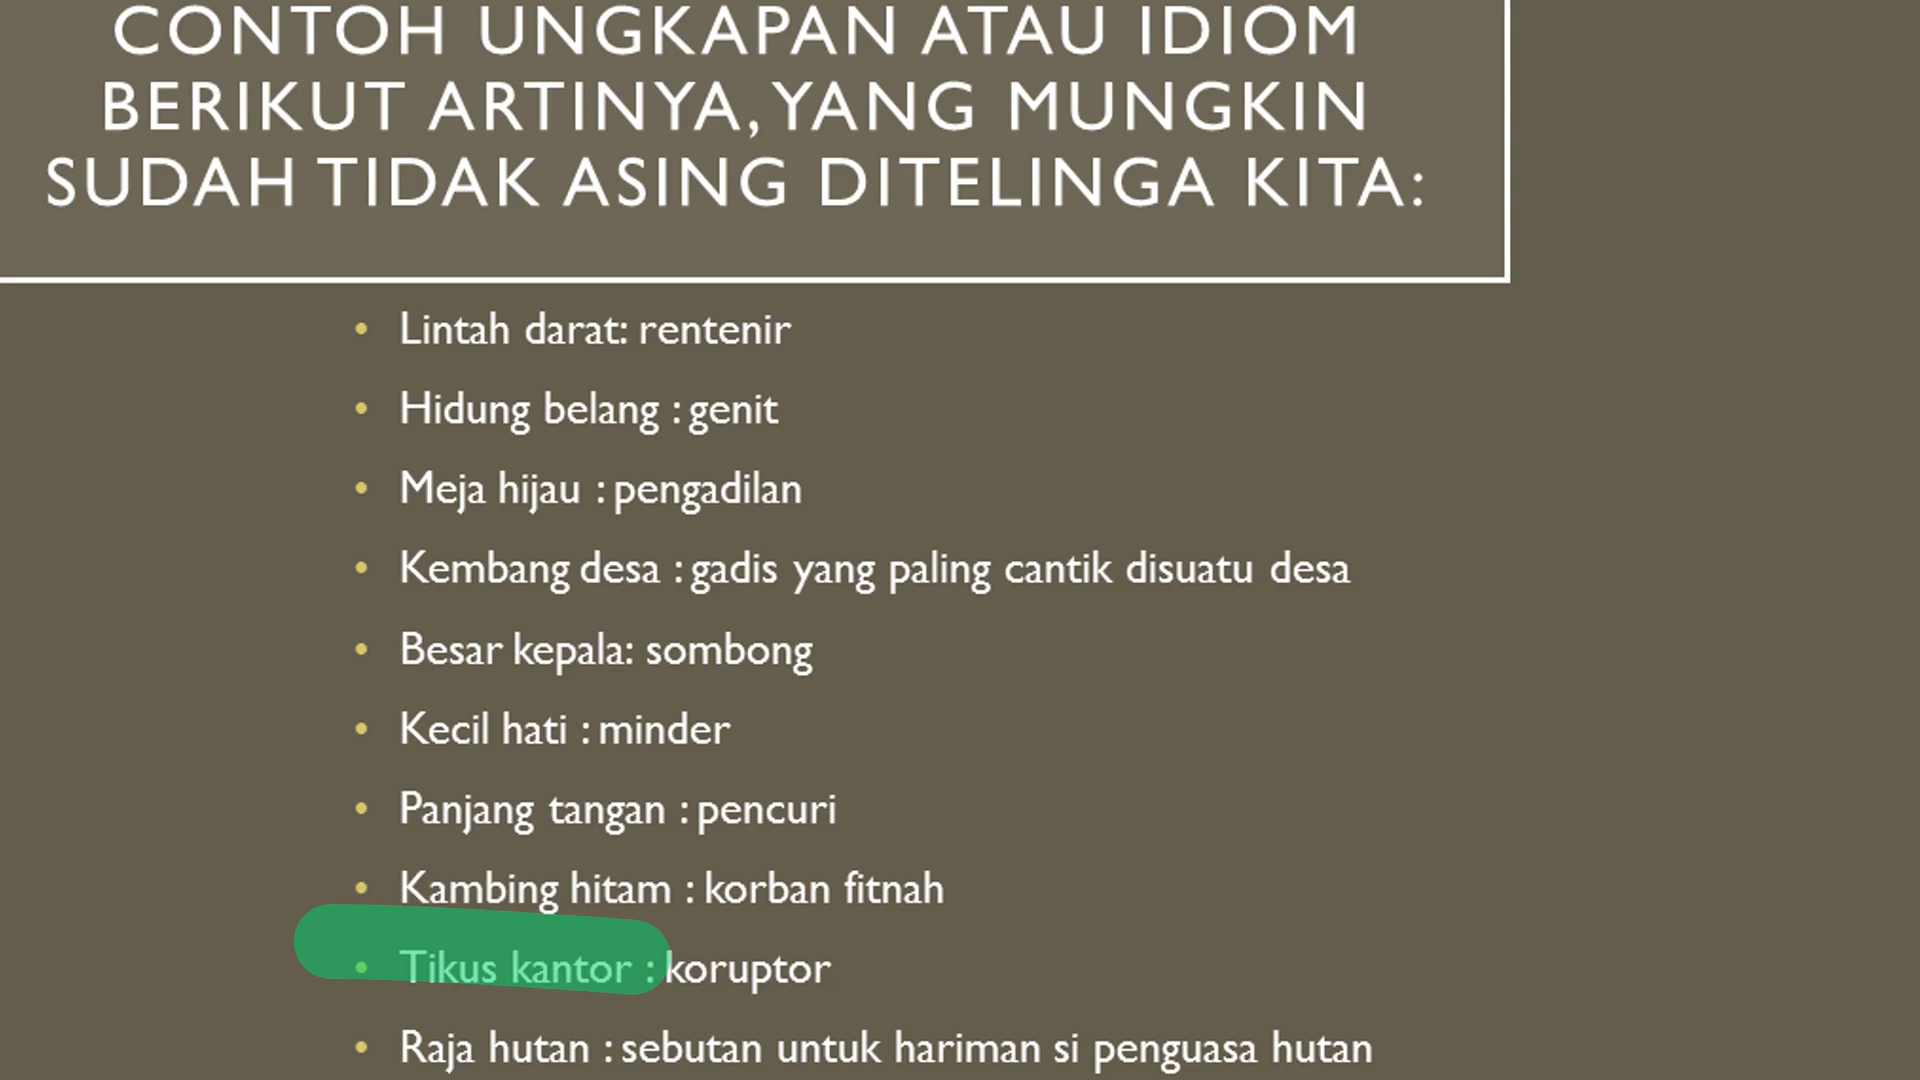 CONTOH UNGKAPAN ATAU IDIOM
BERIKUT ARTINYA, YANG MUNGKIN
SUDAH TIDAK ASING DITELINGA KITA:
• Lintah darat: rentenir
• Hidung belang : genit
• Meja hijau : pengadilan
• Kembang desa : gadis yang paling cantik disuatu desa
• Besar kepala: sombong
• Kecil hati : minder
• Panjang tangan : pencuri
• Kambing hitam : korban fitnah
• Tikus kantor : koruptor
• Raja hutan : sebutan untuk hariman si penguasa hutan